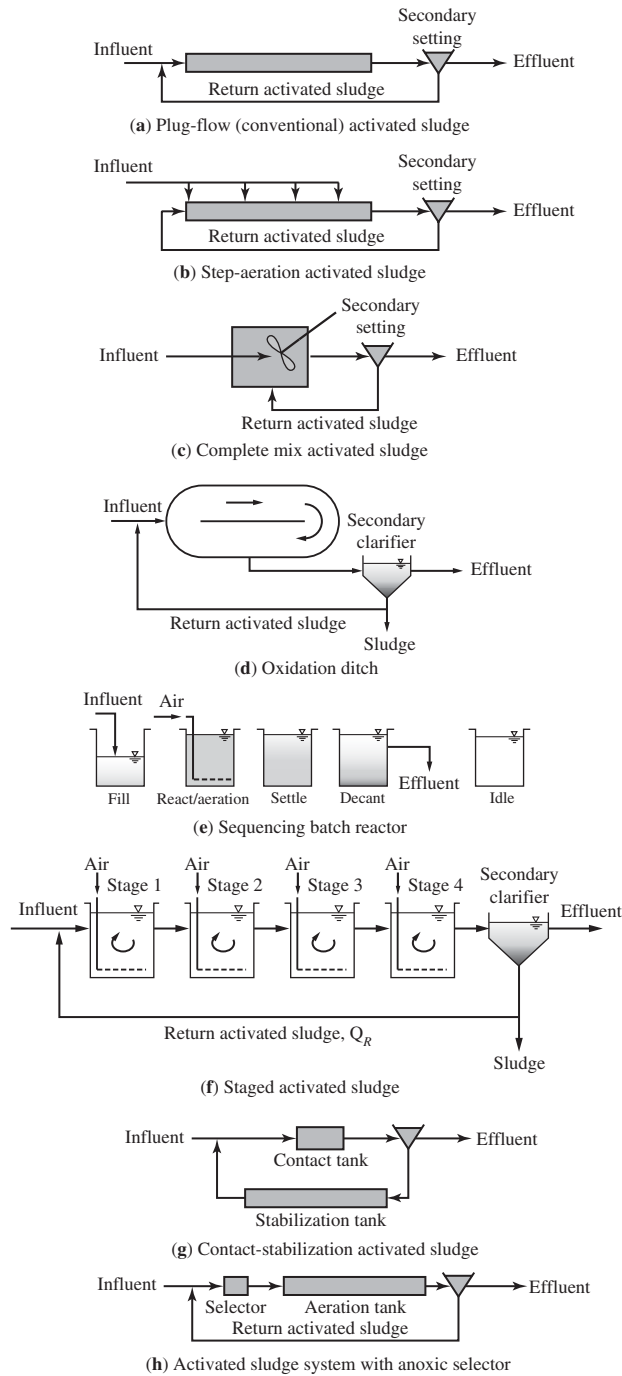 Secondary
setting
Influent
Effluent
Return activated sludge
(a) Plug-flow (conventional) activated sludge
Influent
Secondary
setting
Effluent
Return activated sludge
(b) Step-aeration activated sludge
Secondary
setting
Influent
Effluent
Return activated sludge
(c) Complete mix activated sludge
Influent
Secondary
clarifier
Effluent
Return activated sludge
Sludge
(d) Oxidation ditch
Influent
Air
Effluent
Fill
React/aeration
Settle
Decant
Idle
(e) Sequencing batch reactor
Air
Air
Air
Air
Stage 1
Stage 2
Stage 3
Stage 4
Secondary
clarifier
Influent
Effluent
Return activated sludge, QR
Sludge
(f) Staged activated sludge
Influent
Effluent
Contact tank
Stabilization tank
(g) Contact-stabilization activated sludge
Influent
Effluent
Selector
Aeration tank
Return activated sludge
(h) Activated sludge system with anoxic selector